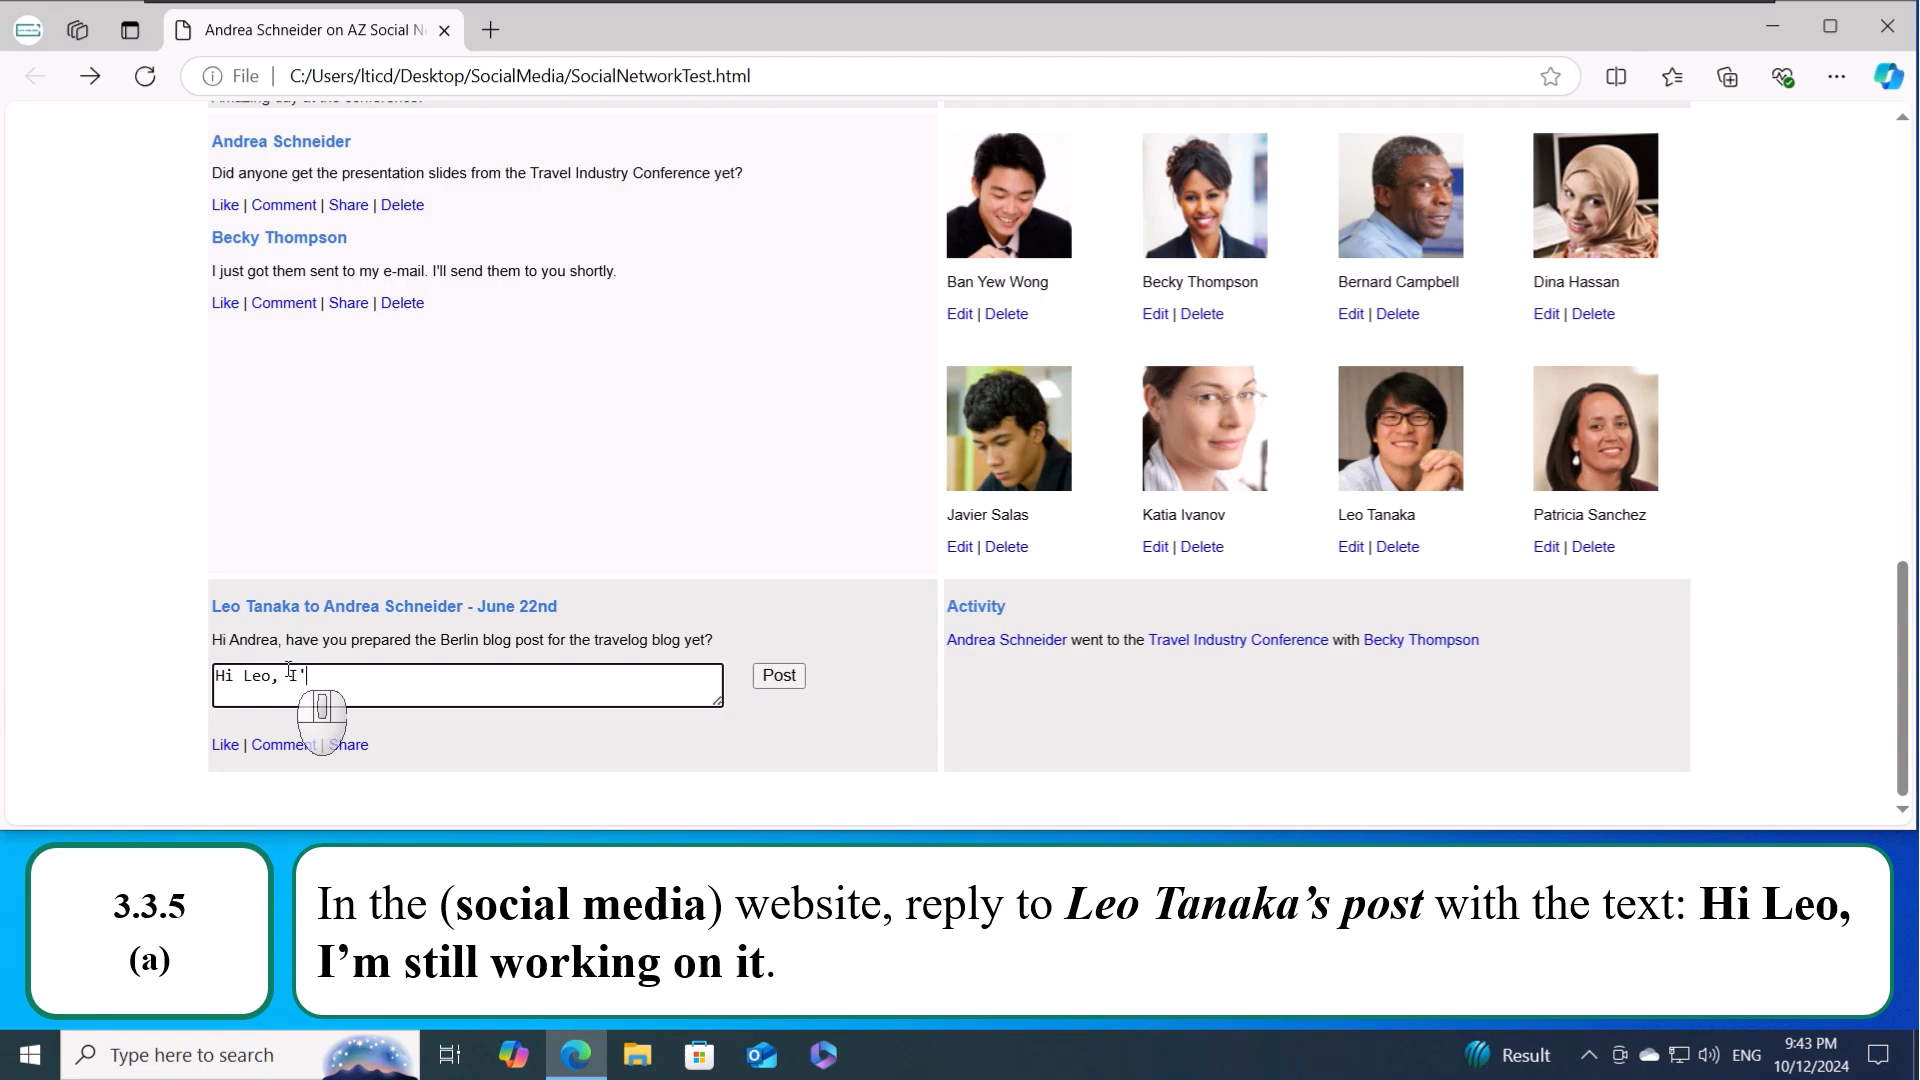 Andrea Schneider on AZ Social N
File
C:/Users/lticd/Desktop/SocialMedia/SocialNetworkTest.html
Andrea Schneider
Did anyone get the presentation slides from the Travel Industry Conference yet?
Like | Comment | Share | Delete
Becky Thompson
I just got them sent to my e-mail. I'll send them to you shortly.
Like | Comment | Share | Delete
Ban Yew Wong
Becky Thompson
Bernard Campbell
Dina Hassan
Edit | Delete
Edit | Delete
Edit | Delete
Edit | Delete
Javier Salas
Katia Ivanov
Leo Tanaka
Patricia Sanchez
Edit | Delete
Edit | Delete
Edit | Delete
Edit | Delete
Leo Tanaka to Andrea Schneider - June 22nd
Hi Andrea, have you prepared the Berlin blog post for the travelog blog yet?
Hi Leo, I'
Post
Like | Comment | Share
Activity
Andrea Schneider went to the Travel Industry Conference with Becky Thompson
3.3.5
(a)
In the (social media) website, reply to Leo Tanaka’s post with the text: Hi Leo,
I’m still working on it.
Type here to search
Result
ENG
9:43 PM
10/12/2024